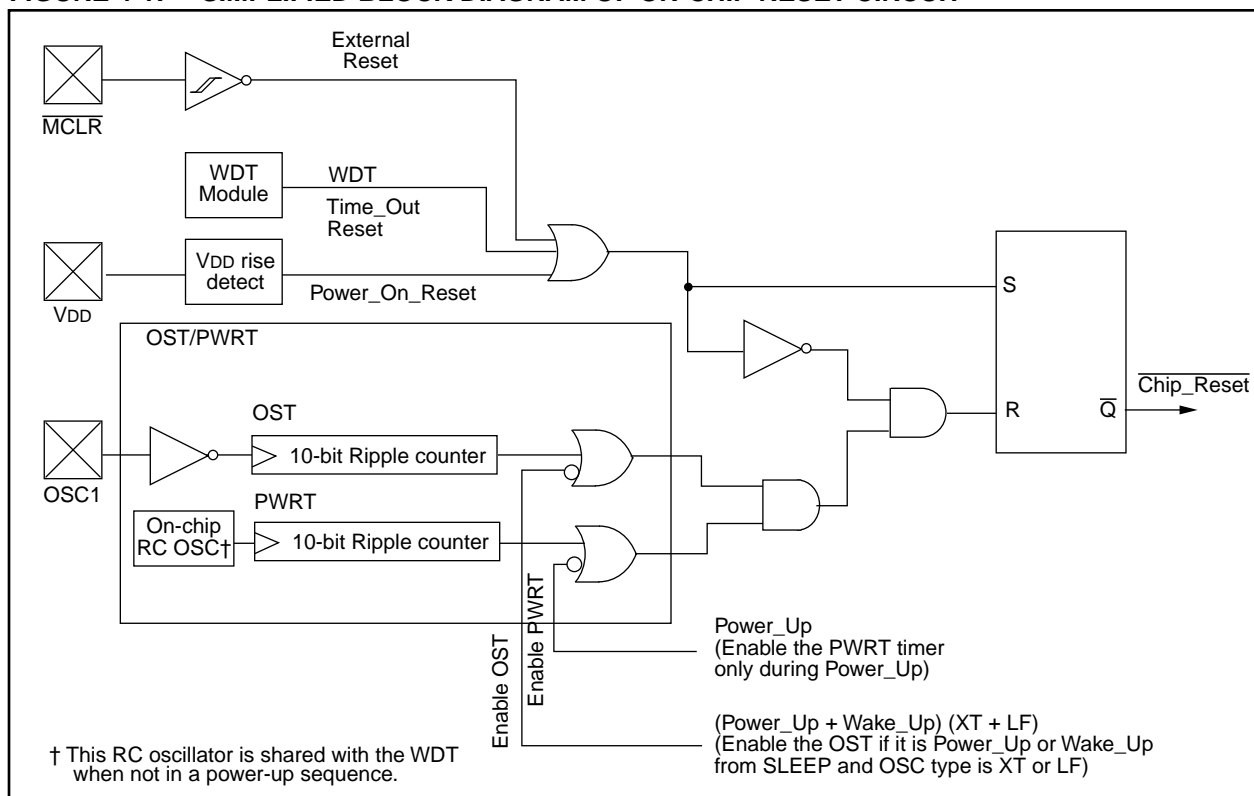 External
Reset
MCLR
WDT
Module
WDT
Time_Out
Reset
VDD rise
detect
Power_On_Reset
VDD
OST/PWRT
S
R
Q
Chip_Reset
OST
10-bit Ripple counter
OSC1
PWRT
On-chip
RC OSC†
10-bit Ripple counter
Enable OST
Enable PWRT
Power_Up
(Enable the PWRT timer
only during Power_Up)
(Power_Up + Wake_Up) (XT + LF)
(Enable the OST if it is Power_Up or Wake_Up
from SLEEP and OSC type is XT or LF)
† This RC oscillator is shared with the WDT
when not in a power-up sequence.